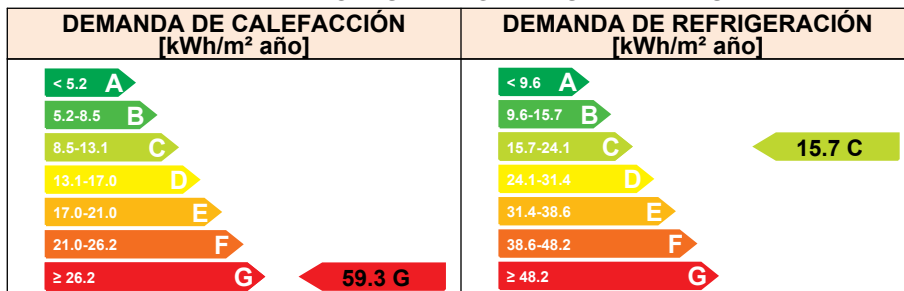 DEMANDA DE CALEFACCIÓN
[kWh/m² año]
< 5.2 A
5.2-8.5 B
8.5-13.1 C
13.1-17.0 D
17.0-21.0 E
21.0-26.2 F
≥ 26.2 G
59.3 G
DEMANDA DE REFRIGERACIÓN
[kWh/m² año]
< 9.6 A
9.6-15.7 B
15.7-24.1 C
15.7 C
24.1-31.4 D
31.4-38.6 E
38.6-48.2 F
≥ 48.2 G